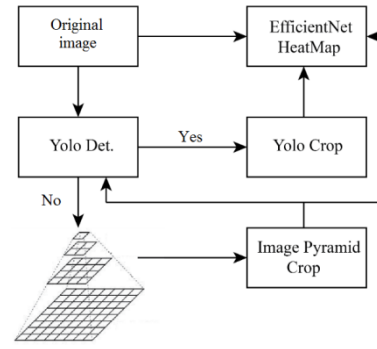 Original
image
EfficientNet
HeatMap
Yolo Det.
Yes
Yolo Crop
No
Image Pyramid
Crop